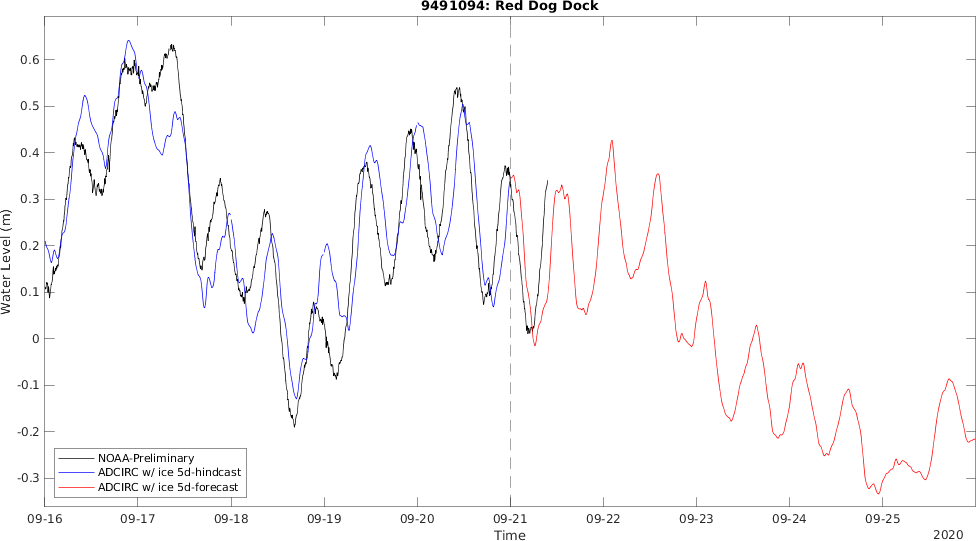 9491094: Red Dog Dock
Water Level (m)
0.6
0.5
0.4
0.3
0.2
0.1
0
-0.1
-0.2
-0.3
NOAA-Preliminary
ADCIRC w/ ice 5d-hindcast
ADCIRC w/ ice 5d-forecast
09-16 09-17 09-18 09-19 09-20 09-21 09-22 09-23 09-24 09-25
Time
2020